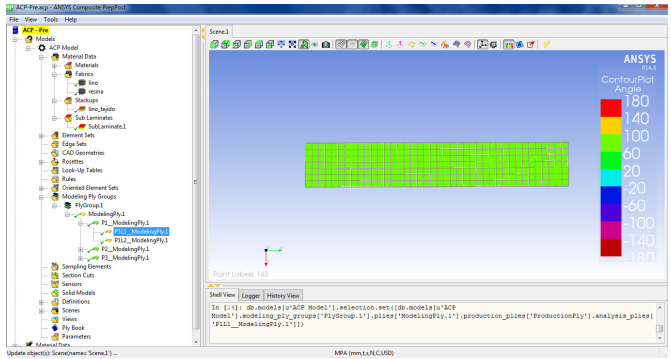 ACP-Pre.acp - ANSYS Composite PrepPost
File View Tools Help
ACP - Pre
Models
ACP Model
Material Data
Materials
Fabrics
lino
resina
Stackups
lino_tejido
Sub Laminates
SubLaminate.1
Element Sets
Edge Sets
CAD Geometries
Rosettes
Look-Up Tables
Rules
Oriented Element Sets
Modeling Ply Groups
PlyGroup.1
ModelingPly.1
P1__ModelingPly.1
P1L1__ModelingPly.1
P1L2__ModelingPly.1
P2__ModelingPly.1
P3__ModelingPly.1
Sampling Elements
Section Cuts
Sensors
Solid Models
Definitions
Scenes
Views
Ply Book
Parameters
Material Data
Scene.1
ANSYS
R14.5
ContourPlot
Angle
180
140
100
60
20
-20
-60
-100
-140
-180
Point Labels: 143
Shell View Logger History View
In [14]: db.models[u'ACP Model'].selection.set([db.models[u'ACP
Model'].modeling_ply_groups['PlyGroup.1'].plies['ModelingPly.1'].production_plies['ProductionPly'].analysis_plies[
'P1L1__ModelingPly.1']])
Update object(s): Scene(name='Scene.1') ...
MPA (mm,t,s,N,C,USD)